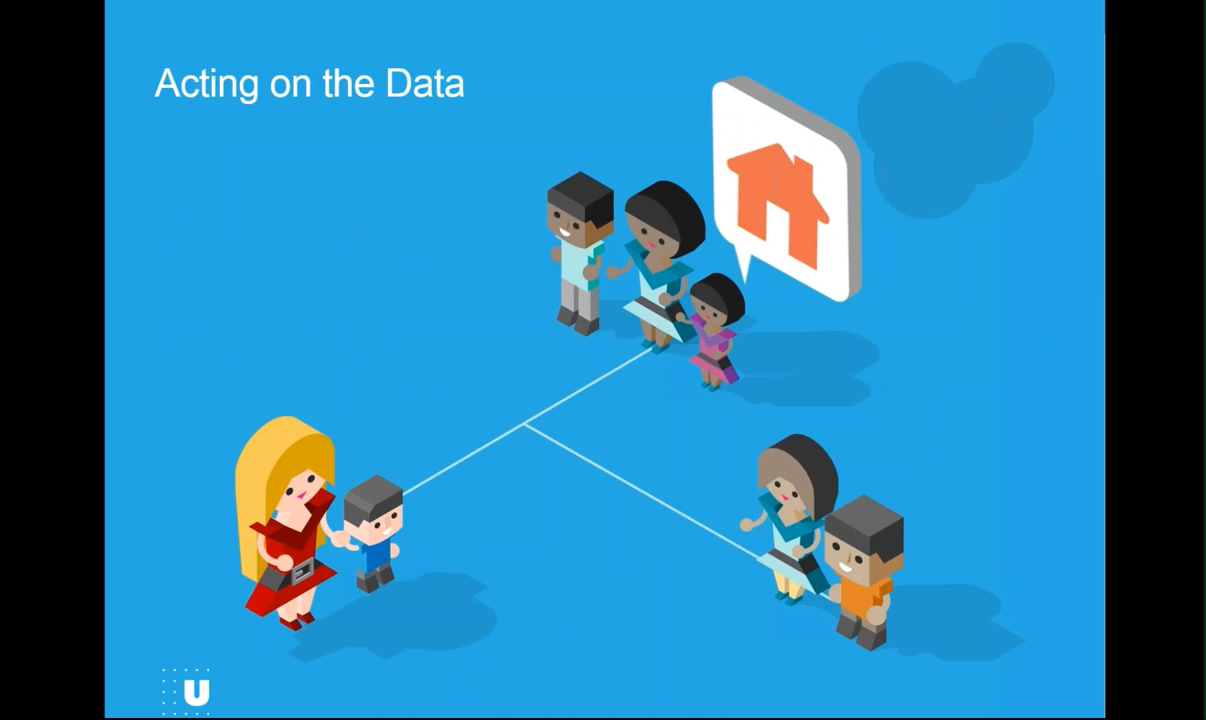 Acting on the Data
U